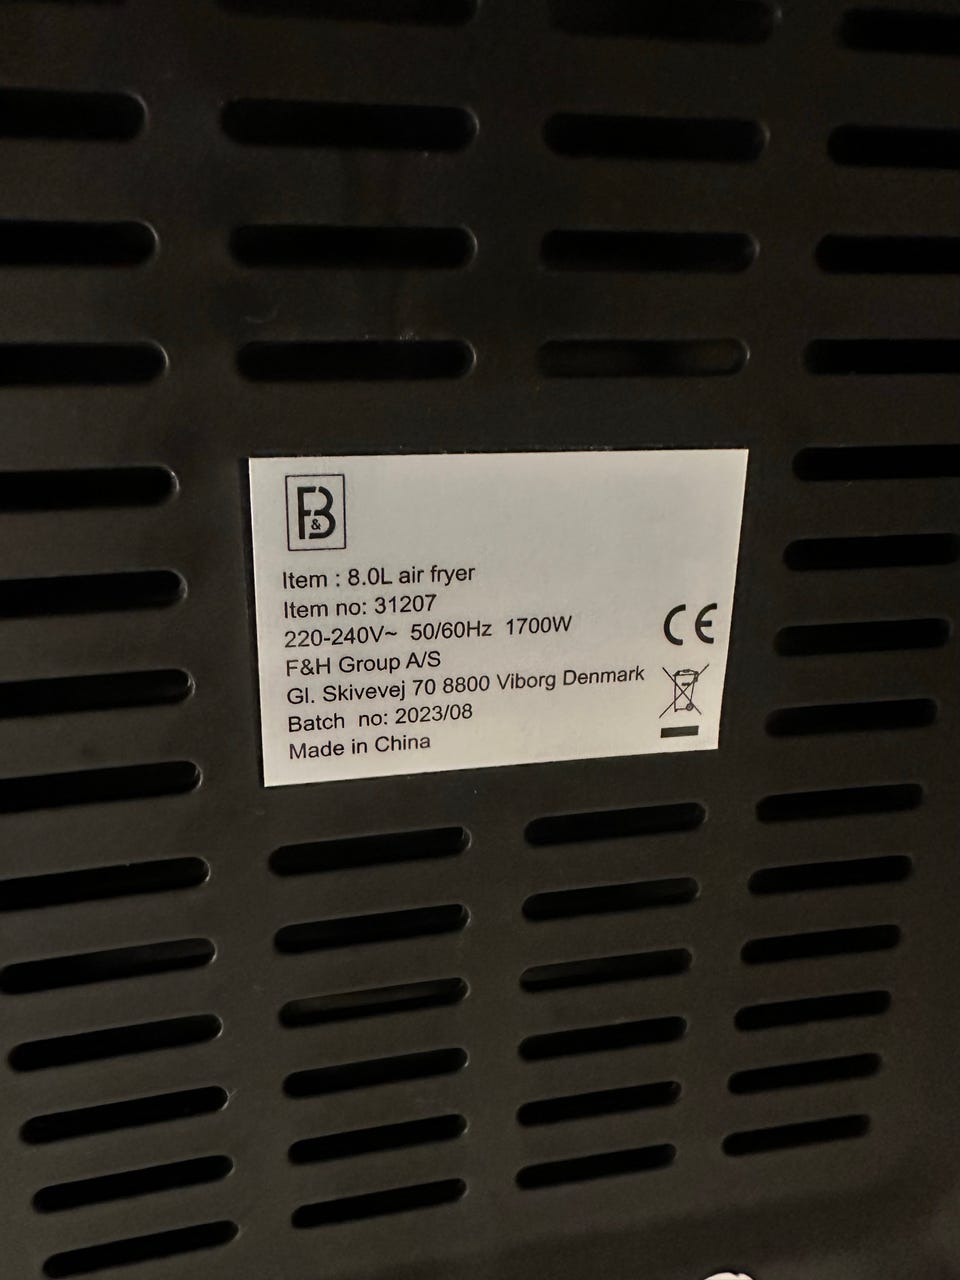 F&B
Item : 8.0L air fryer
Item no: 31207
220-240V~ 50/60Hz 1700W
F&H Group A/S
Gl. Skivevej 70 8800 Viborg Denmark
Batch no: 2023/08
Made in China
CE